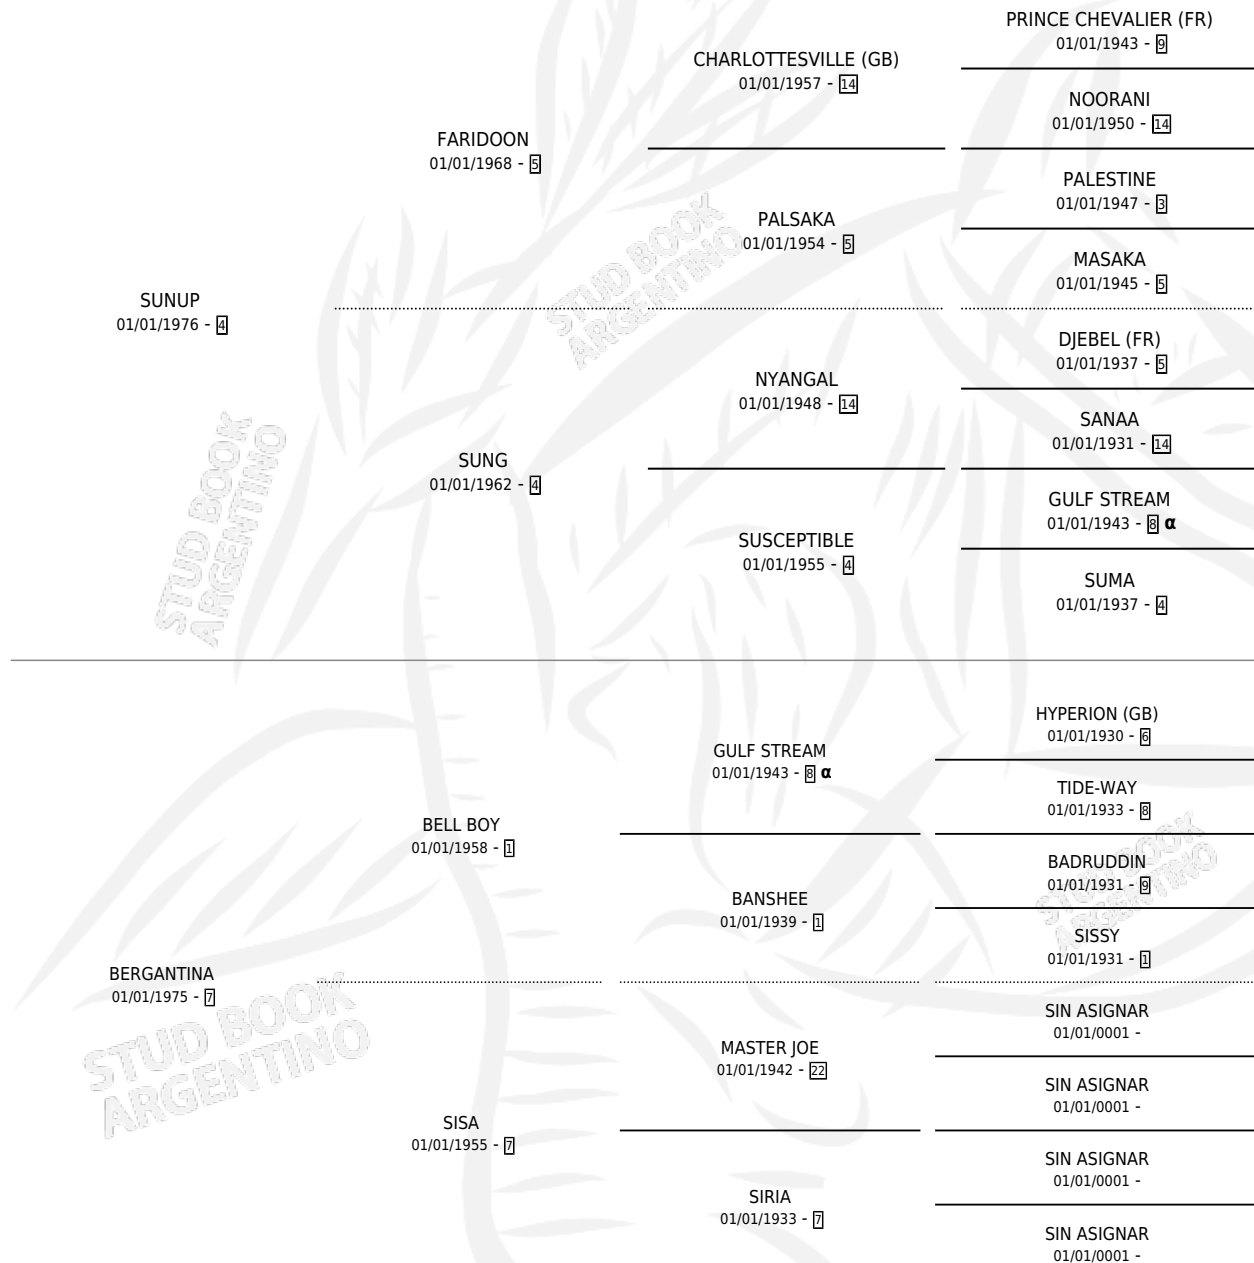 PRINCE CHEVALIER (FR)
01/01/1943 - 9
CHARLOTTESVILLE (GB)
01/01/1957 - 14
NOORANI
01/01/1950 - 14
FARIDOON
01/01/1968 - 5
PALESTINE
01/01/1947 - 3
PALSAKA
01/01/1954 - 5
MASAKA
01/01/1945 - 5
STUD BOOK
ARGENTINO
SUNUP
01/01/1976 - 4
DJEBEL (FR)
01/01/1937 - 5
NYANGAL
01/01/1948 - 14
SANAA
01/01/1931 - 14
SUNG
01/01/1962 - 4
GULF STREAM
01/01/1943 - 8 α
SUSCEPTIBLE
01/01/1955 - 4
SUMA
01/01/1937 - 4
STUD BOOK
ARGENTINO
HYPERION (GB)
01/01/1930 - 6
GULF STREAM
01/01/1943 - 8 α
TIDE-WAY
01/01/1933 - 8
BELL BOY
01/01/1958 - 1
BADRUDDIN
01/01/1931 - 9
BANSHEE
01/01/1939 - 1
SISSY
01/01/1931 - 1
STUD BOOK
ARGENTINO
BERGANTINA
01/01/1975 - 7
STUD BOOK
ARGENTINO
SIN ASIGNAR
01/01/0001 -
MASTER JOE
01/01/1942 - 22
SIN ASIGNAR
01/01/0001 -
SISA
01/01/1955 - 7
SIN ASIGNAR
01/01/0001 -
SIRIA
01/01/1933 - 7
SIN ASIGNAR
01/01/0001 -